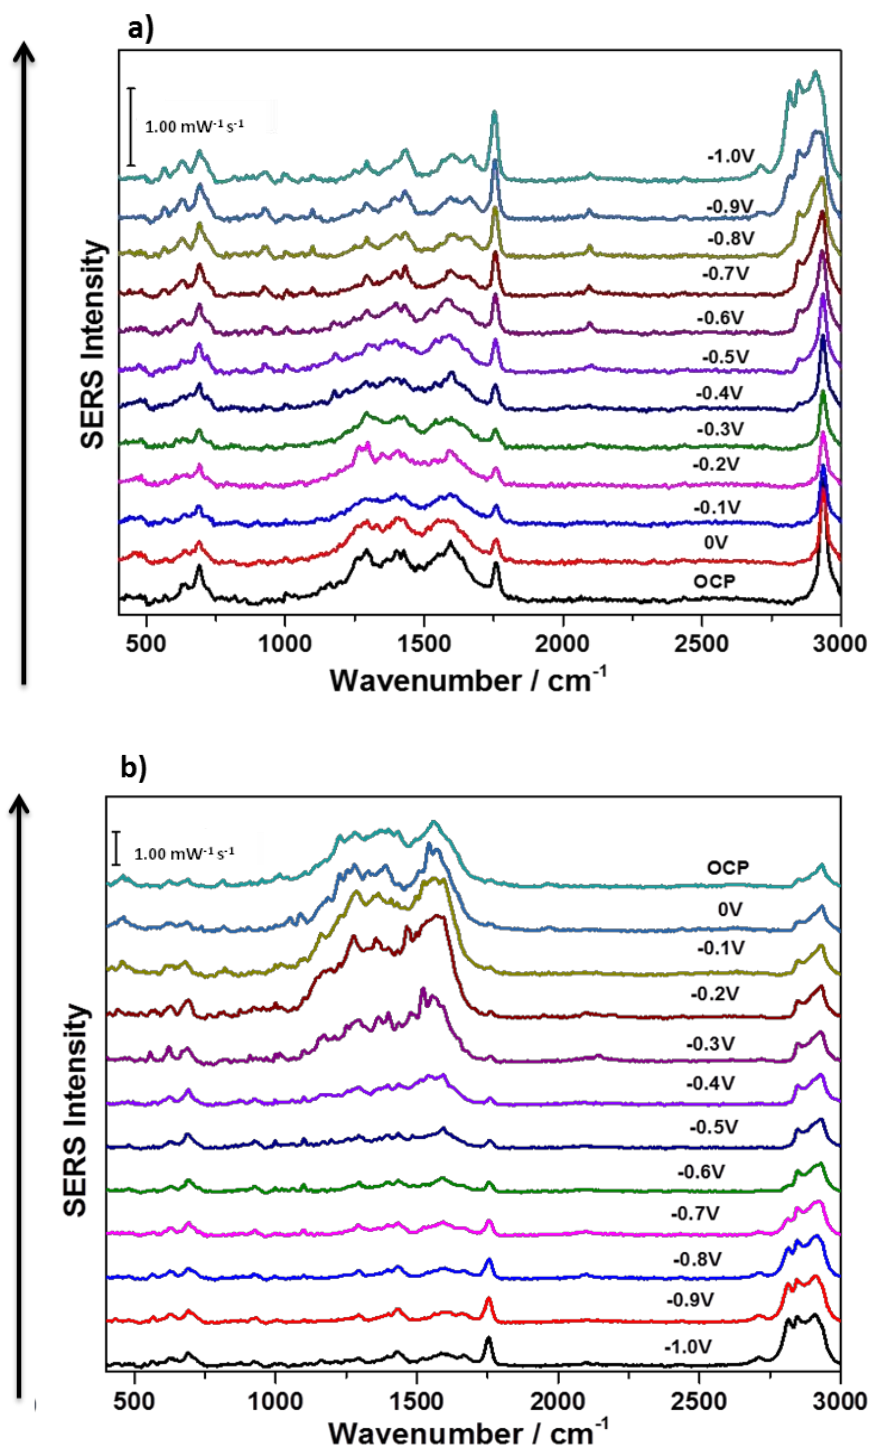 a)
1.00 mW-1 s-1
-1.0V
-0.9V
-0.8V
-0.7V
-0.6V
-0.5V
-0.4V
-0.3V
-0.2V
-0.1V
0V
OCP
SERS Intensity
500 1000 1500 2000 2500 3000
Wavenumber / cm-1
b)
1.00 mW-1 s-1
OCP
0V
-0.1V
-0.2V
-0.3V
-0.4V
-0.5V
-0.6V
-0.7V
-0.8V
-0.9V
-1.0V
SERS Intensity
500 1000 1500 2000 2500 3000
Wavenumber / cm-1